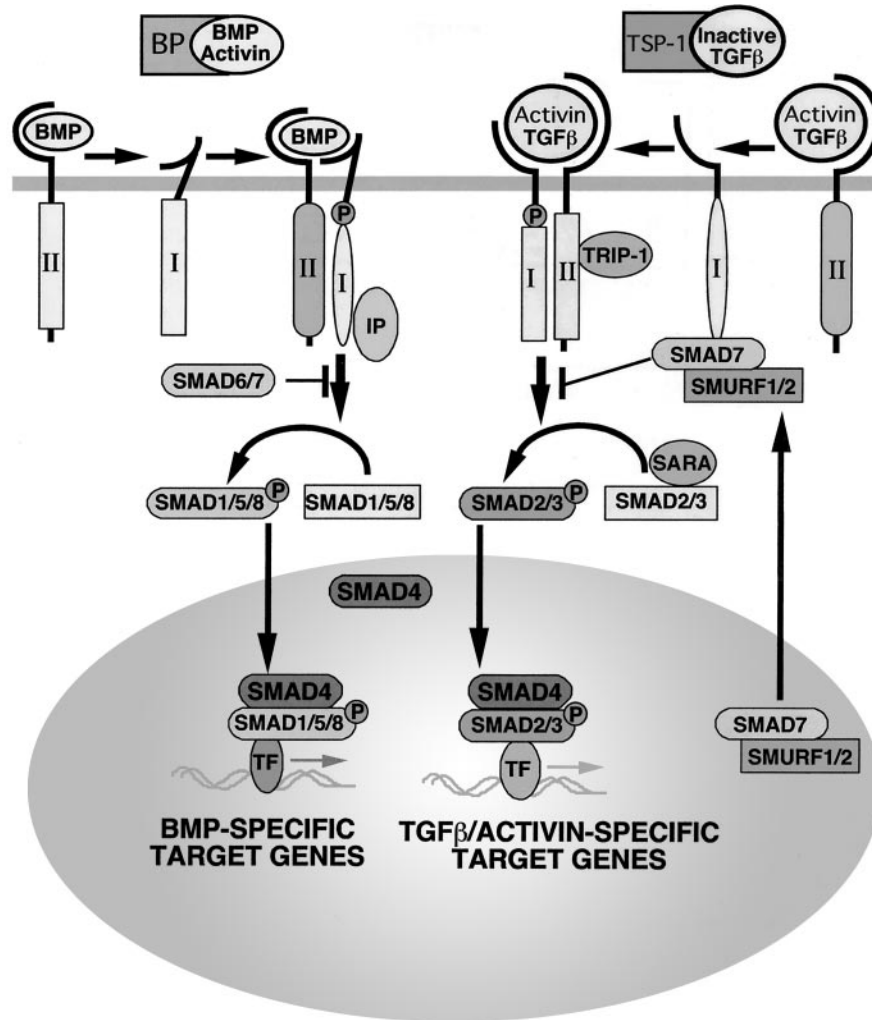 BP
BMP
Activin
TSP-1
Inactive
TGFβ
BMP
BMP
Activin
TGFβ
Activin
TGFβ
P
P
II
I
II
I
IP
I
II
TRIP-1
I
II
SMAD6/7
SMAD7
SMURF1/2
SARA
SMAD1/5/8
P
SMAD1/5/8
SMAD2/3
P
SMAD2/3
SMAD4
SMAD4
SMAD1/5/8
P
TF
SMAD4
SMAD2/3
P
TF
SMAD7
SMURF1/2
BMP-SPECIFIC
TARGET GENES
TGFβ/ACTIVIN-SPECIFIC
TARGET GENES